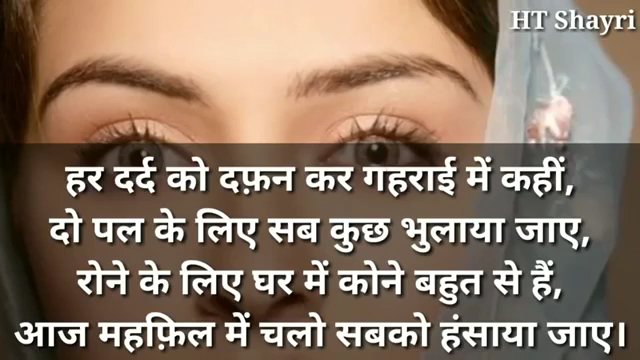 HT Shayri
हर दर्द को दफ़न कर गहराई में कहीं,
दो पल के लिए सब कुछ भुलाया जाए,
रोने के लिए घर में कोने बहुत से हैं,
आज महफ़िल में चलो सबको हंसाया जाए।